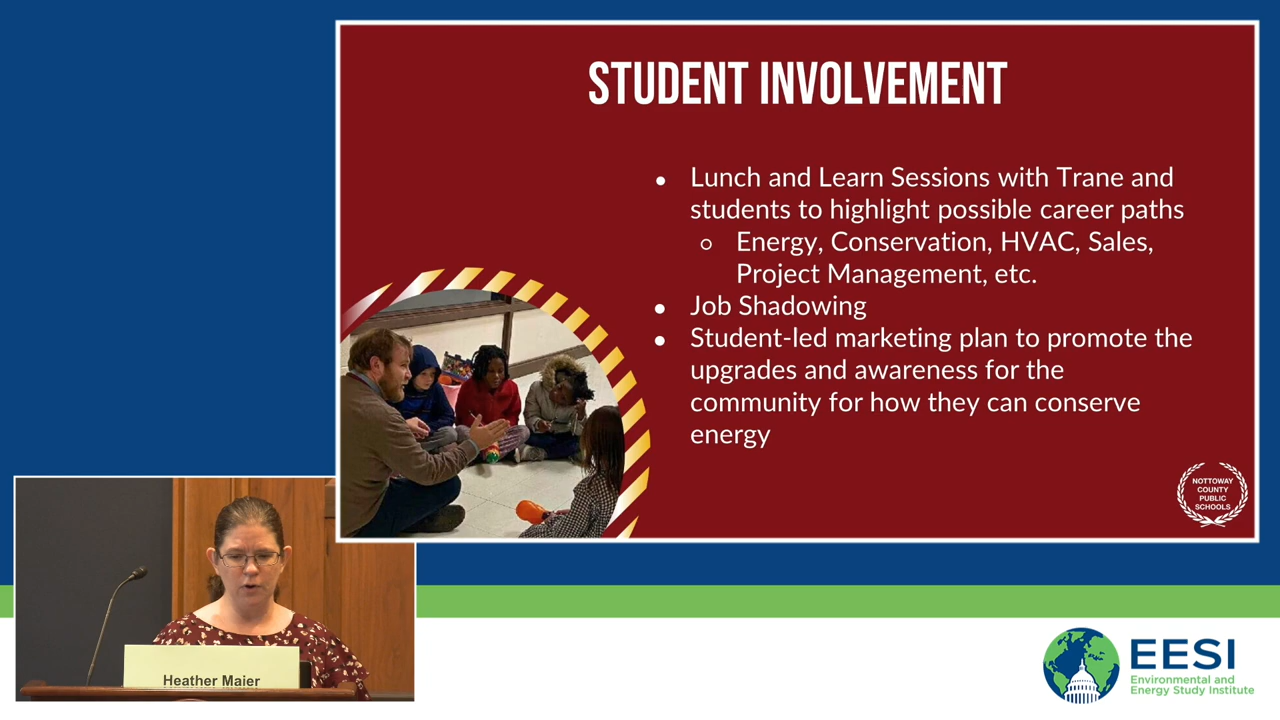 STUDENT INVOLVEMENT
● Lunch and Learn Sessions with Trane and
students to highlight possible career paths
○ Energy, Conservation, HVAC, Sales,
Project Management, etc.
● Job Shadowing
● Student-led marketing plan to promote the
upgrades and awareness for the
community for how they can conserve
energy
NOTTOWAY
COUNTY
PUBLIC
SCHOOLS
Heather Maier
EESI
Environmental and
Energy Study Institute